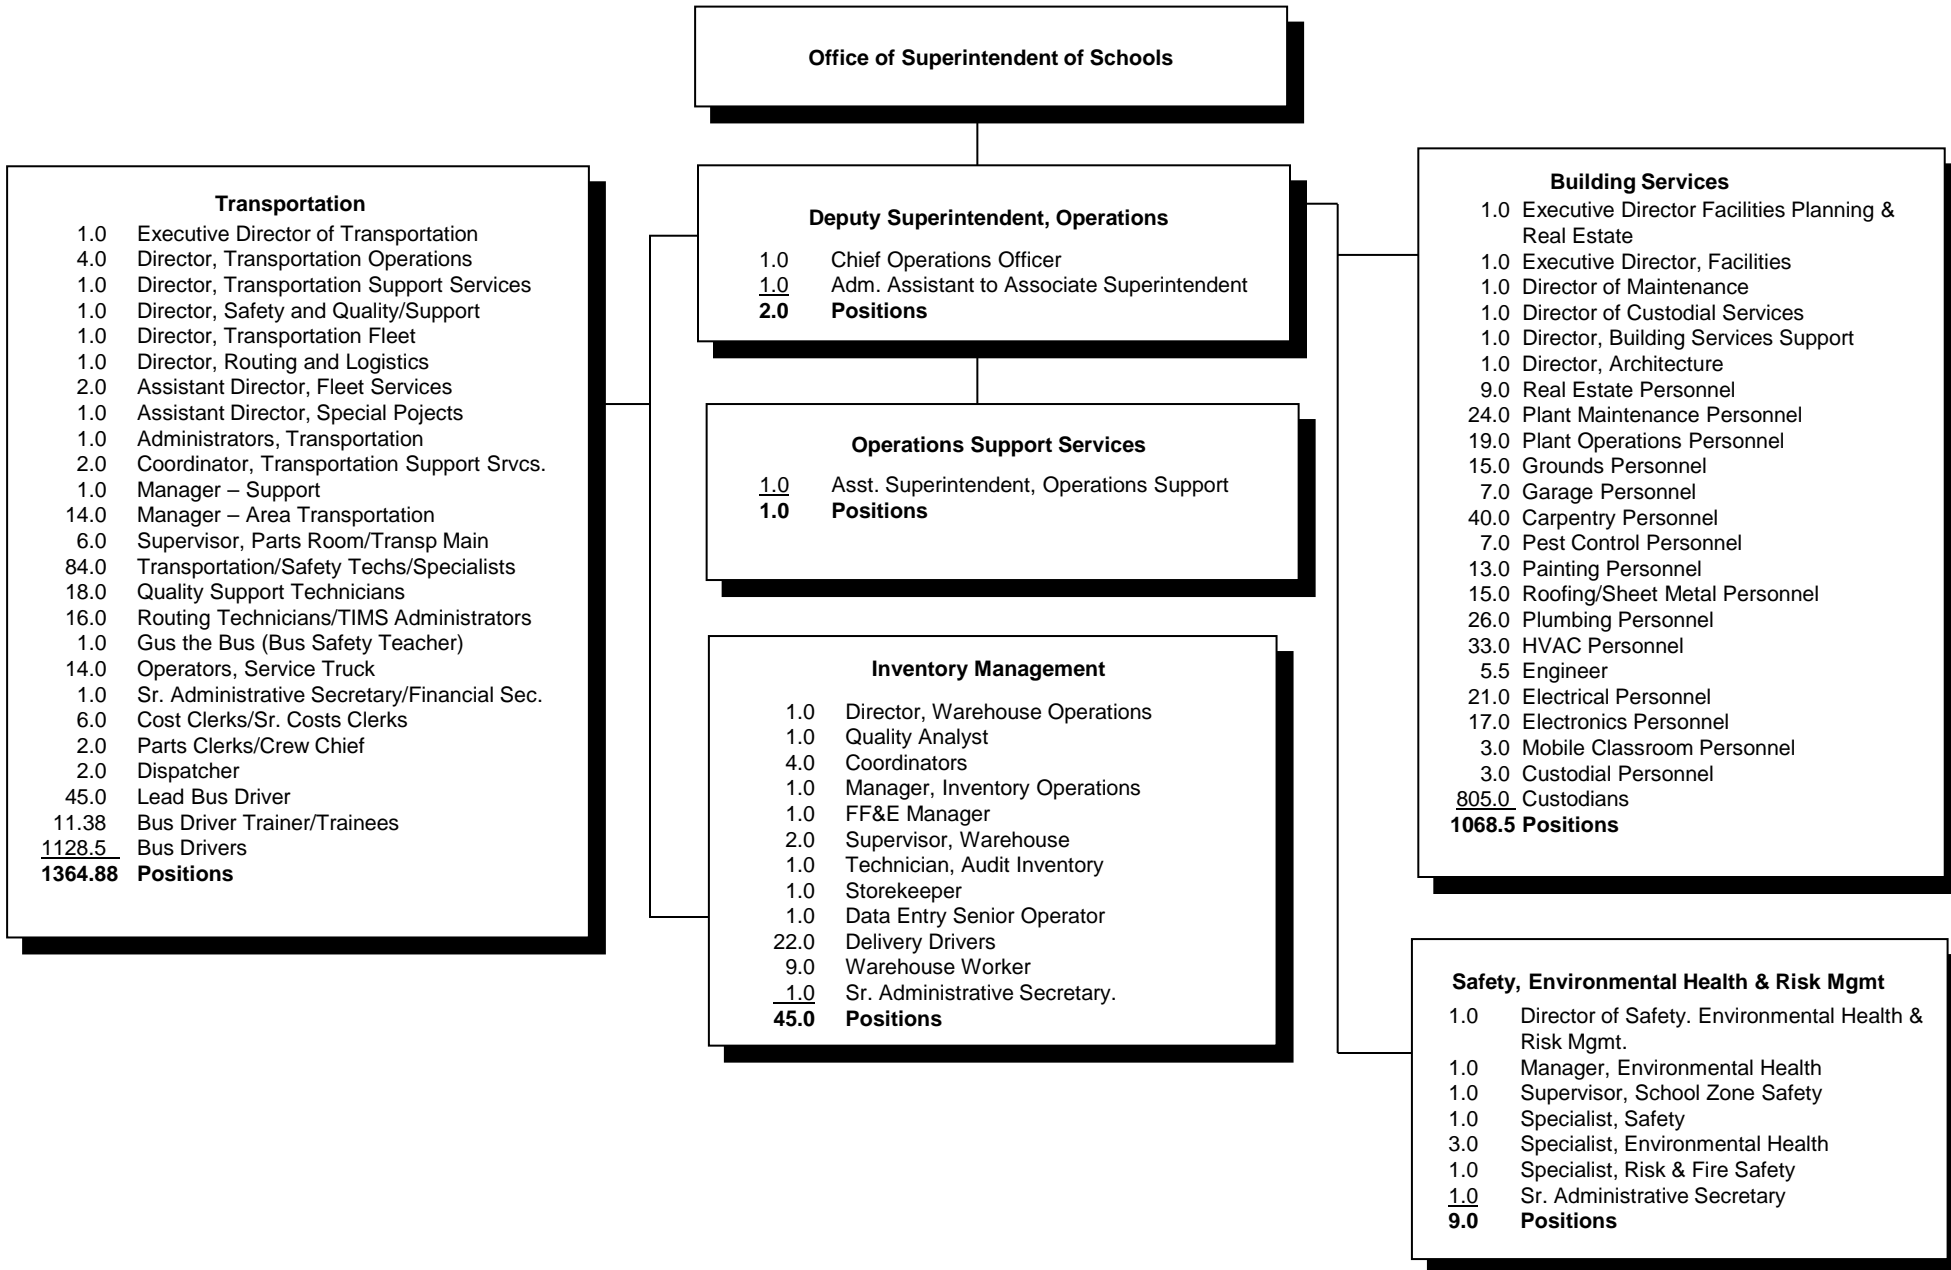 Office of Superintendent of Schools
Transportation
1.0 Executive Director of Transportation
4.0 Director, Transportation Operations
1.0 Director, Transportation Support Services
1.0 Director, Safety and Quality/Support
1.0 Director, Transportation Fleet
1.0 Director, Routing and Logistics
2.0 Assistant Director, Fleet Services
1.0 Assistant Director, Special Pojects
1.0 Administrators, Transportation
2.0 Coordinator, Transportation Support Srvcs.
1.0 Manager – Support
14.0 Manager – Area Transportation
6.0 Supervisor, Parts Room/Transp Main
84.0 Transportation/Safety Techs/Specialists
18.0 Quality Support Technicians
16.0 Routing Technicians/TIMS Administrators
1.0 Gus the Bus (Bus Safety Teacher)
14.0 Operators, Service Truck
1.0 Sr. Administrative Secretary/Financial Sec.
6.0 Cost Clerks/Sr. Costs Clerks
2.0 Parts Clerks/Crew Chief
2.0 Dispatcher
45.0 Lead Bus Driver
11.38 Bus Driver Trainer/Trainees
1128.5 Bus Drivers
1364.88 Positions
Deputy Superintendent, Operations
1.0 Chief Operations Officer
1.0 Adm. Assistant to Associate Superintendent
2.0 Positions
Operations Support Services
1.0 Asst. Superintendent, Operations Support
1.0 Positions
Inventory Management
1.0 Director, Warehouse Operations
1.0 Quality Analyst
4.0 Coordinators
1.0 Manager, Inventory Operations
1.0 FF&E Manager
2.0 Supervisor, Warehouse
1.0 Technician, Audit Inventory
1.0 Storekeeper
1.0 Data Entry Senior Operator
22.0 Delivery Drivers
9.0 Warehouse Worker
1.0 Sr. Administrative Secretary.
45.0 Positions
Building Services
1.0 Executive Director Facilities Planning &
Real Estate
1.0 Executive Director, Facilities
1.0 Director of Maintenance
1.0 Director of Custodial Services
1.0 Director, Building Services Support
1.0 Director, Architecture
9.0 Real Estate Personnel
24.0 Plant Maintenance Personnel
19.0 Plant Operations Personnel
15.0 Grounds Personnel
7.0 Garage Personnel
40.0 Carpentry Personnel
7.0 Pest Control Personnel
13.0 Painting Personnel
15.0 Roofing/Sheet Metal Personnel
26.0 Plumbing Personnel
33.0 HVAC Personnel
5.5 Engineer
21.0 Electrical Personnel
17.0 Electronics Personnel
3.0 Mobile Classroom Personnel
3.0 Custodial Personnel
805.0 Custodians
1068.5 Positions
Safety, Environmental Health & Risk Mgmt
1.0 Director of Safety. Environmental Health &
Risk Mgmt.
1.0 Manager, Environmental Health
1.0 Supervisor, School Zone Safety
1.0 Specialist, Safety
3.0 Specialist, Environmental Health
1.0 Specialist, Risk & Fire Safety
1.0 Sr. Administrative Secretary
9.0 Positions